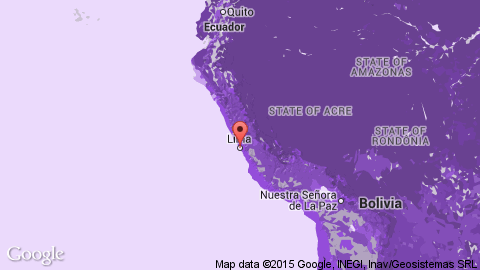 Quito
Ecuador
STATE OF
AMAZONAS
STATE OF ACRE
STATE OF
RONDÔNIA
Lima
Nuestra Señora
de La Paz
Bolivia
Google
Map data ©2015 Google, INEGI, Inav/Geosistemas SRL